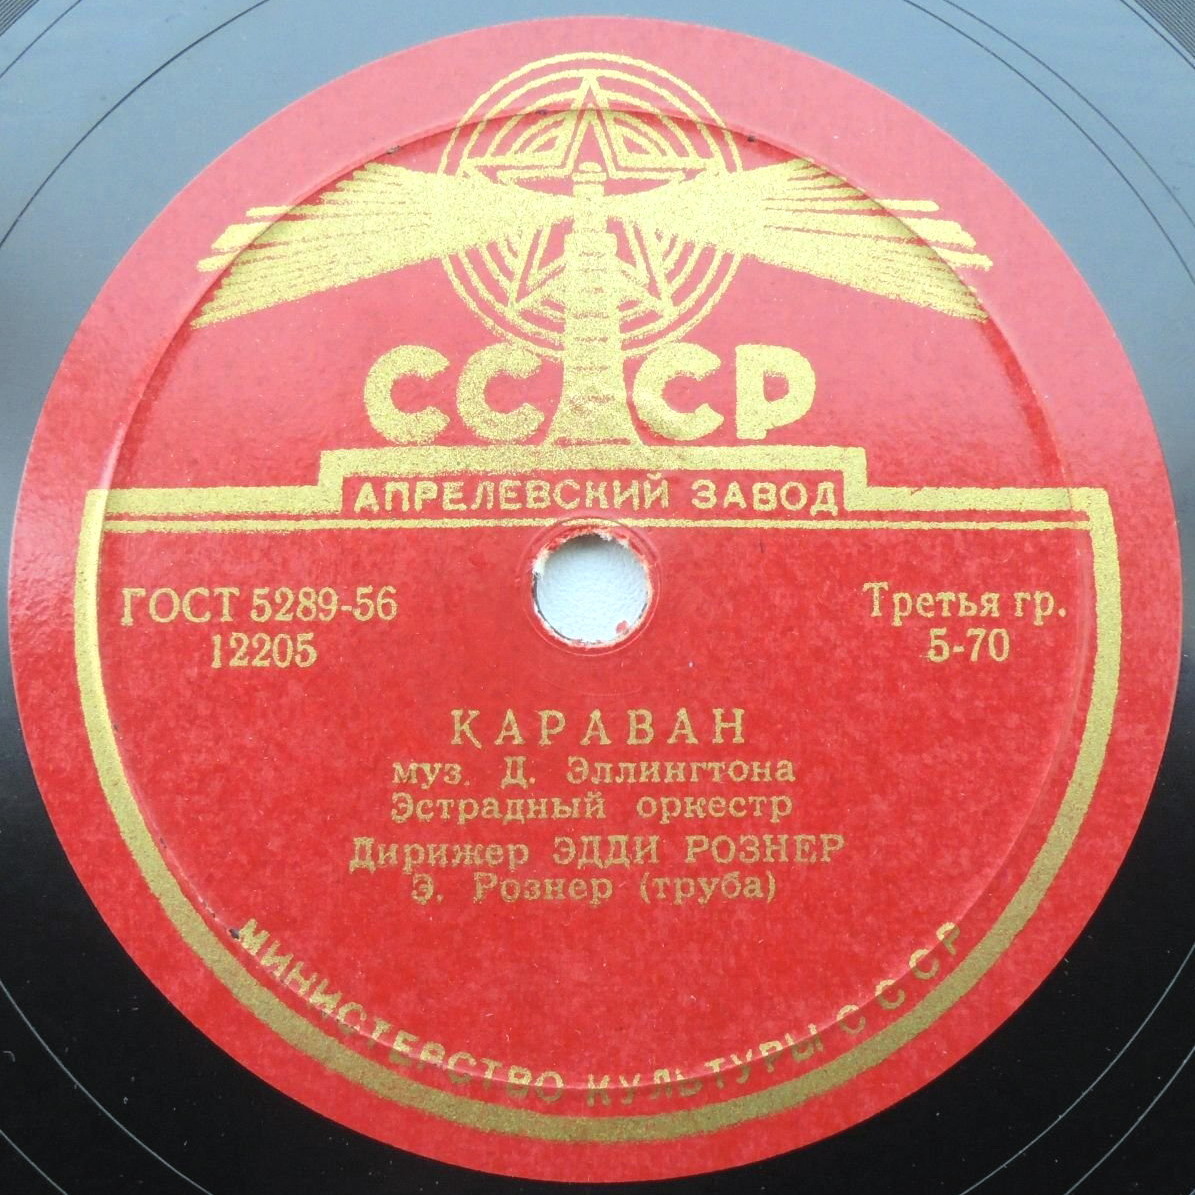 СССР
АПРЕЛЕВСКИЙ ЗАВОД
ГОСТ 5289-56
12205
Третья гр.
5-70
КАРАВАН
муз. Д. Эллингтона
Эстрадный оркестр
Дирижер ЭДДИ РОЗНЕР
Э. Рознер (труба)
МИНИСТЕРСТВО КУЛЬТУРЫ СССР